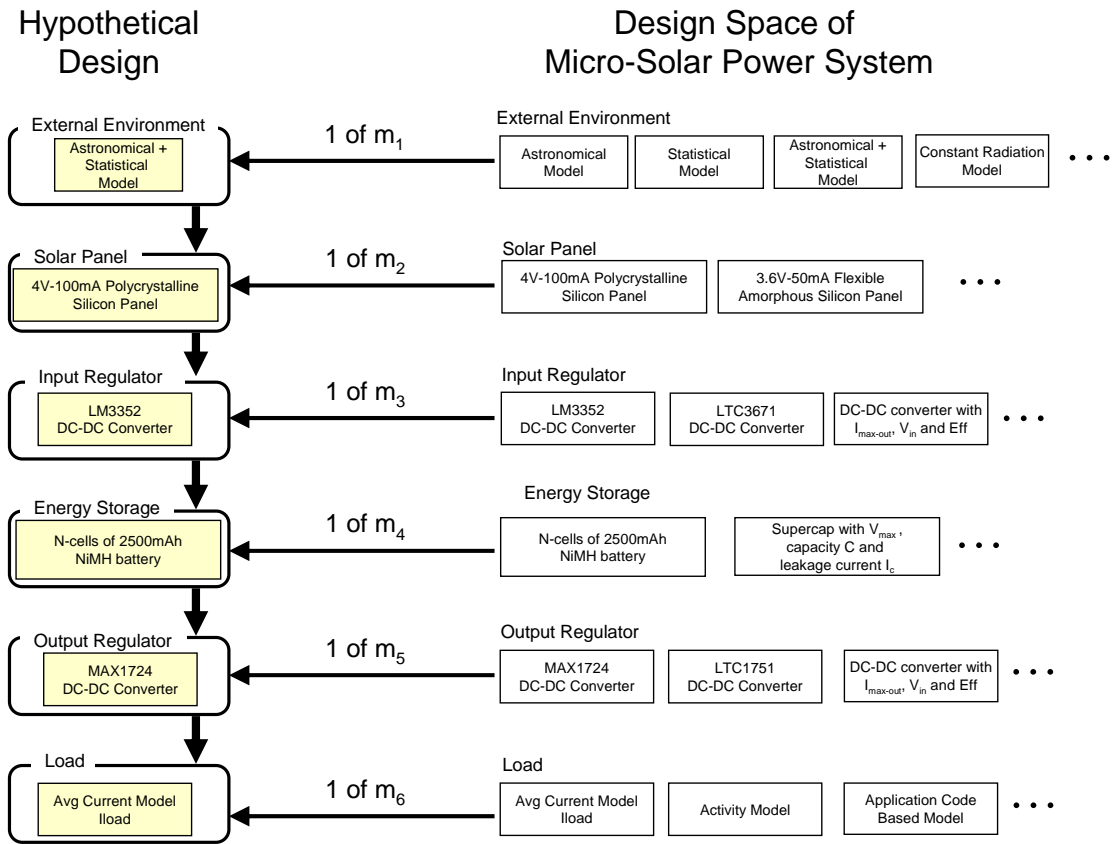 Hypothetical
Design
Design Space of
Micro-Solar Power System
External Environment
Astronomical +
Statistical
Model
1 of m1
External Environment
Astronomical
Model
Statistical
Model
Astronomical +
Statistical
Model
Constant Radiation
Model
• • •
Solar Panel
4V-100mA Polycrystalline
Silicon Panel
1 of m2
Solar Panel
4V-100mA Polycrystalline
Silicon Panel
3.6V-50mA Flexible
Amorphous Silicon Panel
• • •
Input Regulator
LM3352
DC-DC Converter
1 of m3
Input Regulator
LM3352
DC-DC Converter
LTC3671
DC-DC Converter
DC-DC converter with
Imax-out, Vin and Eff
• • •
Energy Storage
N-cells of 2500mAh
NiMH battery
1 of m4
Energy Storage
N-cells of 2500mAh
NiMH battery
Supercap with Vmax ,
capacity C and
leakage current Ic
• • •
Output Regulator
MAX1724
DC-DC Converter
1 of m5
Output Regulator
MAX1724
DC-DC Converter
LTC1751
DC-DC Converter
DC-DC converter with
Imax-out, Vin and Eff
• • •
Load
Avg Current Model
Iload
1 of m6
Load
Avg Current Model
Iload
Activity Model
Application Code
Based Model
• • •